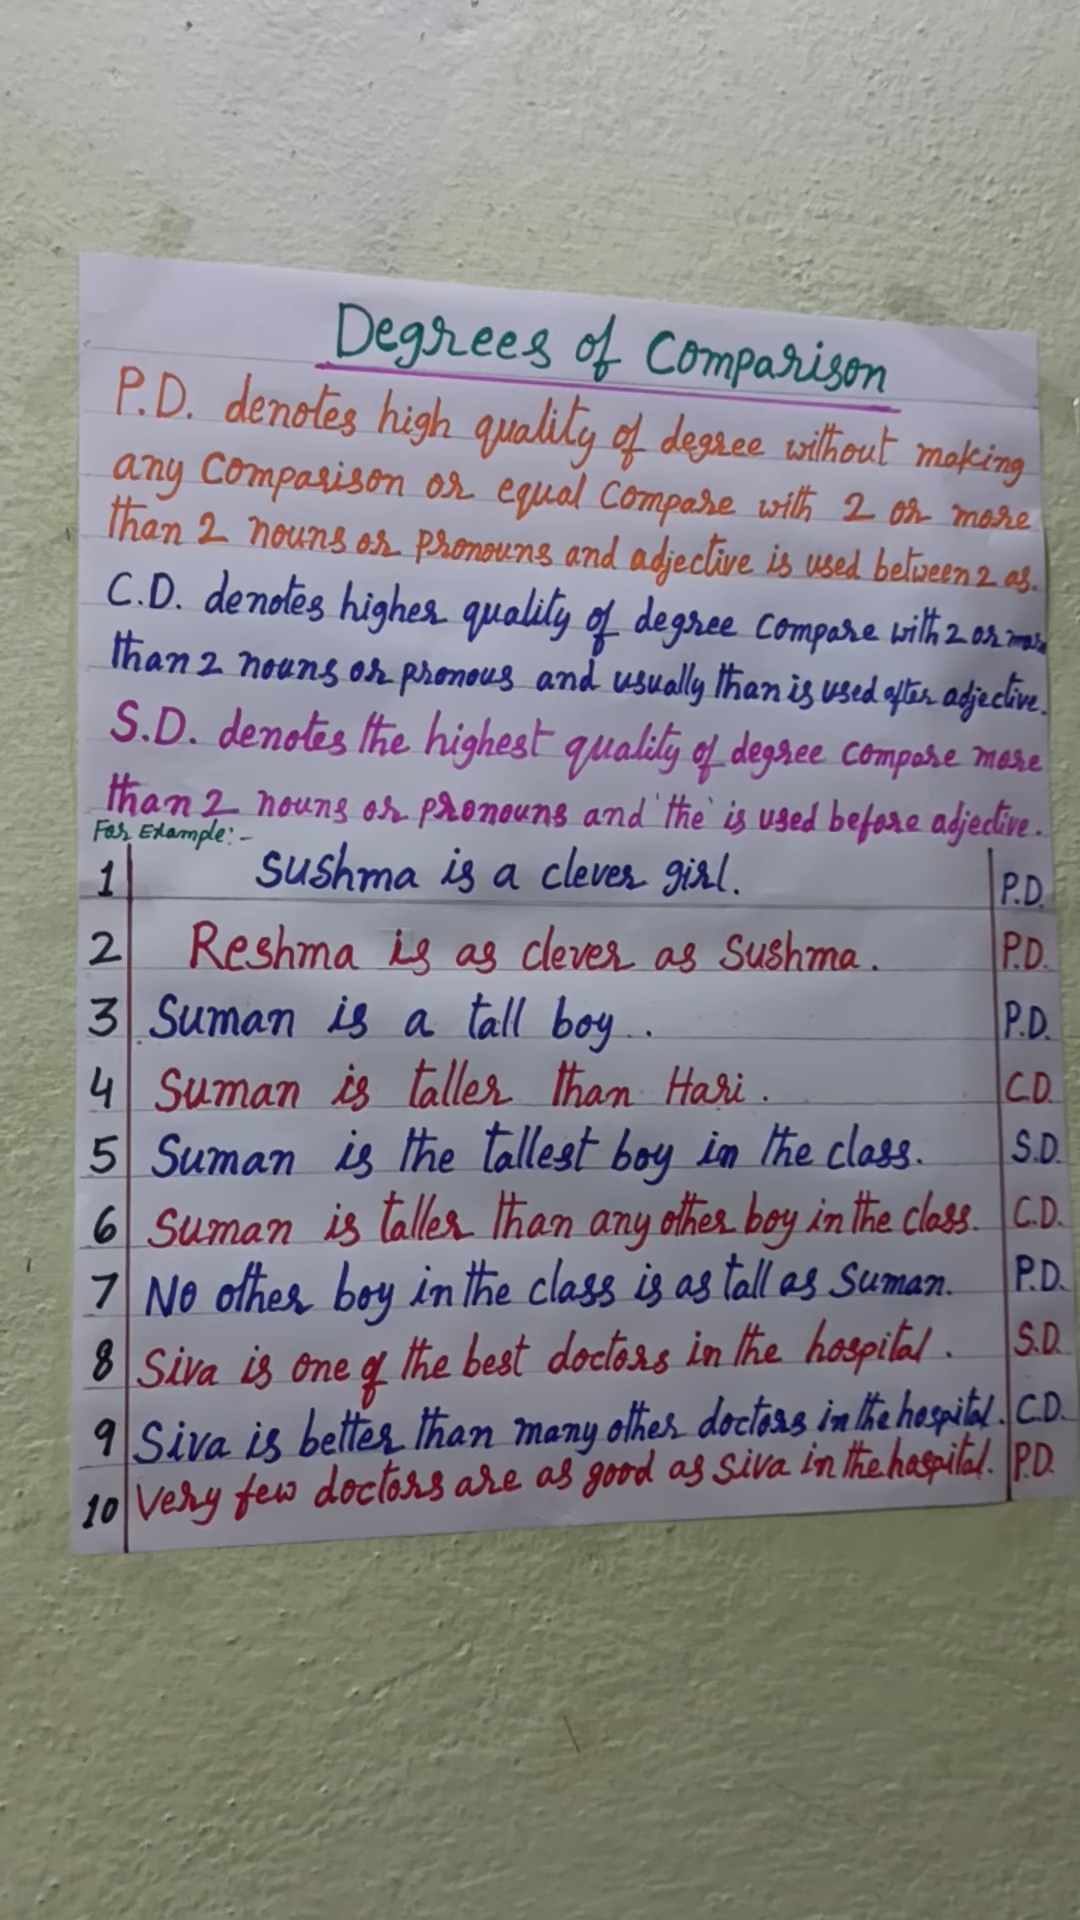 Degrees of Comparison
P.D. denotes high quality of degree without making
any Comparison or equal Compare with 2 or more
than 2 nouns or pronouns and adjective is used between 2 as.
C.D. denotes higher quality of degree compare with 2 or more
than 2 nouns or pronous and usually than is used after adjective.
S.D. denotes the highest quality of degree compare more
than 2 nouns or pronouns and 'the' is used before adjective.
For Example:-
1 Sushma is a clever girl. P.D.
2 Reshma is as clever as Sushma. P.D.
3 Suman is a tall boy. P.D.
4 Suman is taller than Hari. C.D.
5 Suman is the tallest boy in the class. S.D.
6 Suman is taller than any other boy in the class. C.D.
7 No other boy in the class is as tall as Suman. P.D.
8 Siva is one of the best doctors in the hospital. S.D.
9 Siva is better than many other doctors in the hospital. C.D.
10 Very few doctors are as good as Siva in the hospital. P.D.